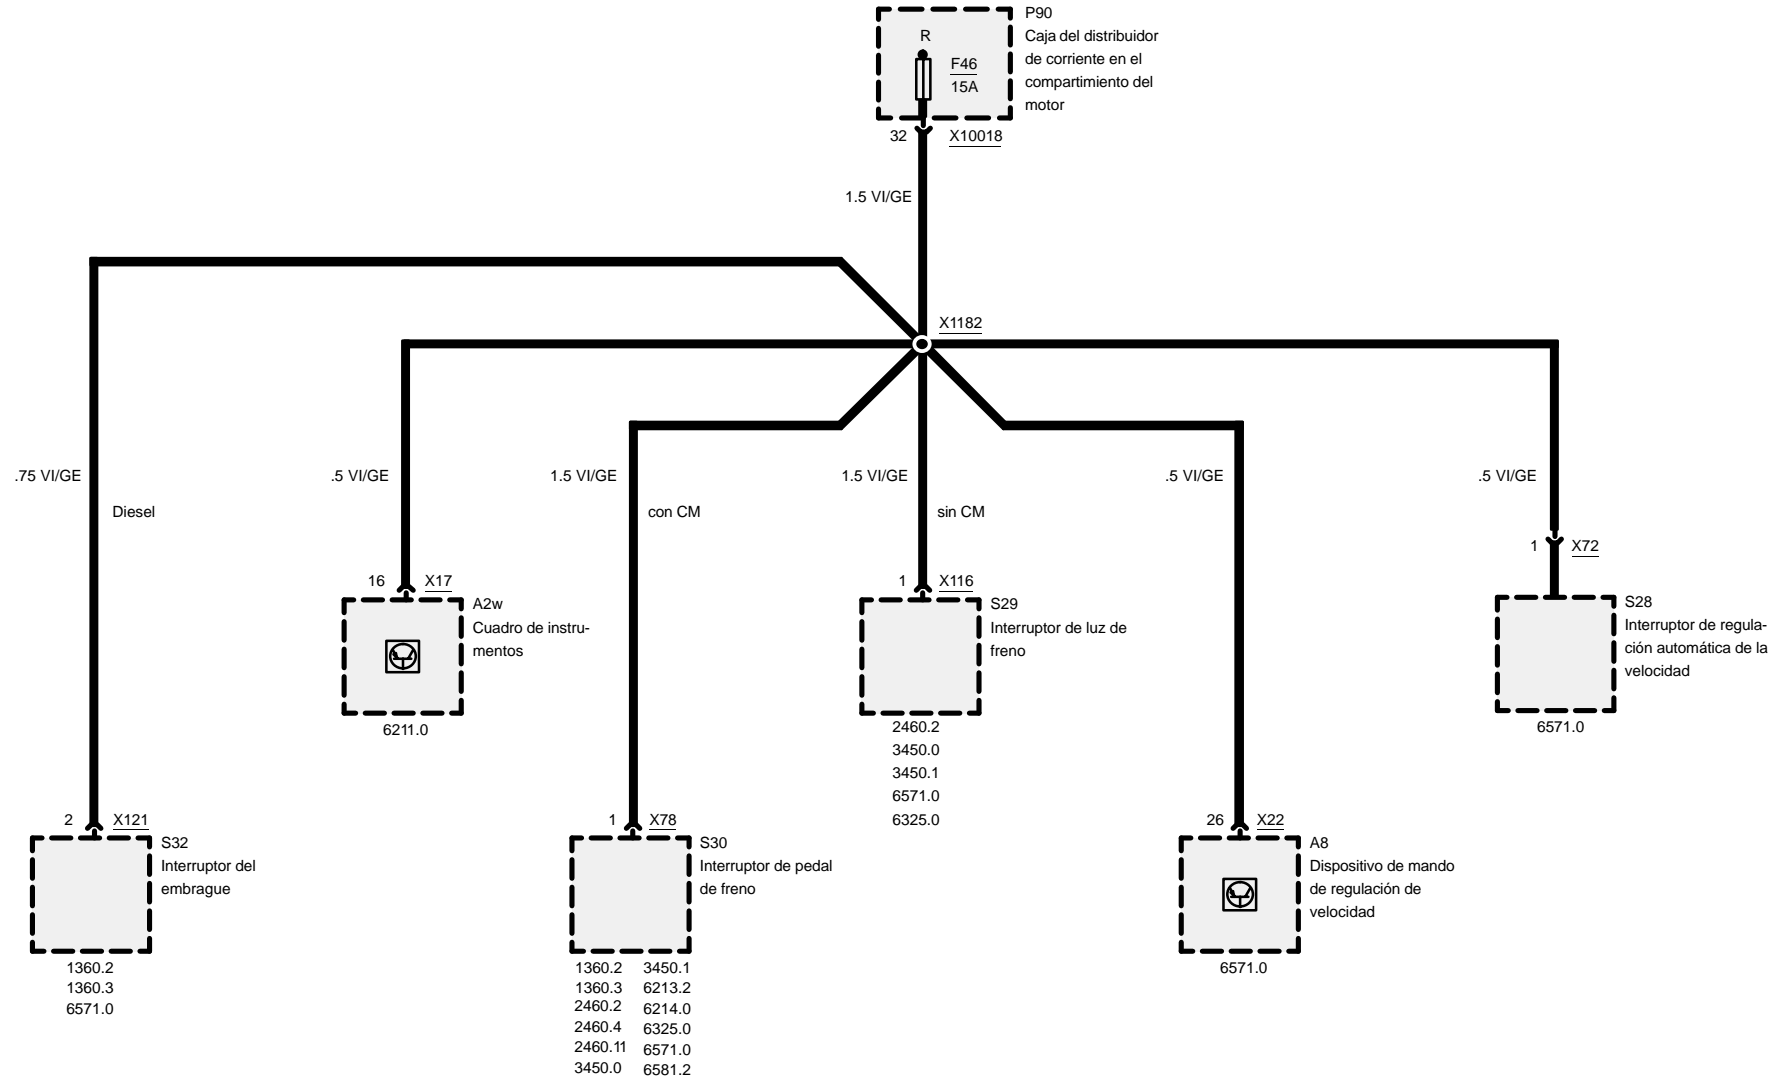 P90
Caja del distribuidor
de corriente en el
compartimiento del
motor
R
F46
15A
32 X10018
1.5 VI/GE
X1182
.75 VI/GE
.5 VI/GE
1.5 VI/GE
1.5 VI/GE
.5 VI/GE
.5 VI/GE
Diesel
con CM
sin CM
1 X72
16 X17
1 X116
A2w
Cuadro de instru-
mentos
6211.0
S29
Interruptor de luz de
freno
2460.2
3450.0
3450.1
6571.0
6325.0
S28
Interruptor de regula-
ción automática de la
velocidad
6571.0
2 X121
S32
Interruptor del
embrague
1360.2
1360.3
6571.0
1 X78
S30
Interruptor de pedal
de freno
1360.2 3450.1
1360.3 6213.2
2460.2 6214.0
2460.4 6325.0
2460.11 6571.0
3450.0 6581.2
26 X22
A8
Dispositivo de mando
de regulación de
velocidad
6571.0